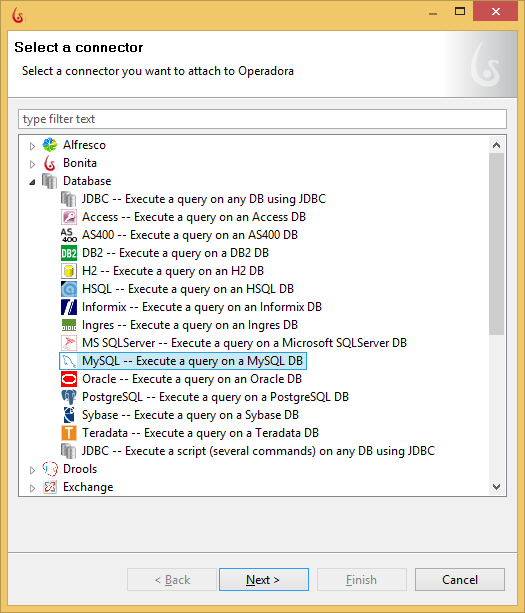 Select a connector
Select a connector you want to attach to Operadora
type filter text
Alfresco
Bonita
Database
JDBC -- Execute a query on any DB using JDBC
Access -- Execute a query on an Access DB
AS400 -- Execute a query on an AS400 DB
DB2 -- Execute a query on a DB2 DB
H2 -- Execute a query on an H2 DB
HSQL -- Execute a query on an HSQL DB
Informix -- Execute a query on an Informix DB
Ingres -- Execute a query on an Ingres DB
MS SQLServer -- Execute a query on a Microsoft SQLServer DB
MySQL -- Execute a query on a MySQL DB
Oracle -- Execute a query on an Oracle DB
PostgreSQL -- Execute a query on a PostgreSQL DB
Sybase -- Execute a query on a Sybase DB
Teradata -- Execute a query on a Teradata DB
JDBC -- Execute a script (several commands) on any DB using JDBC
Drools
Exchange
< Back Next > Finish Cancel